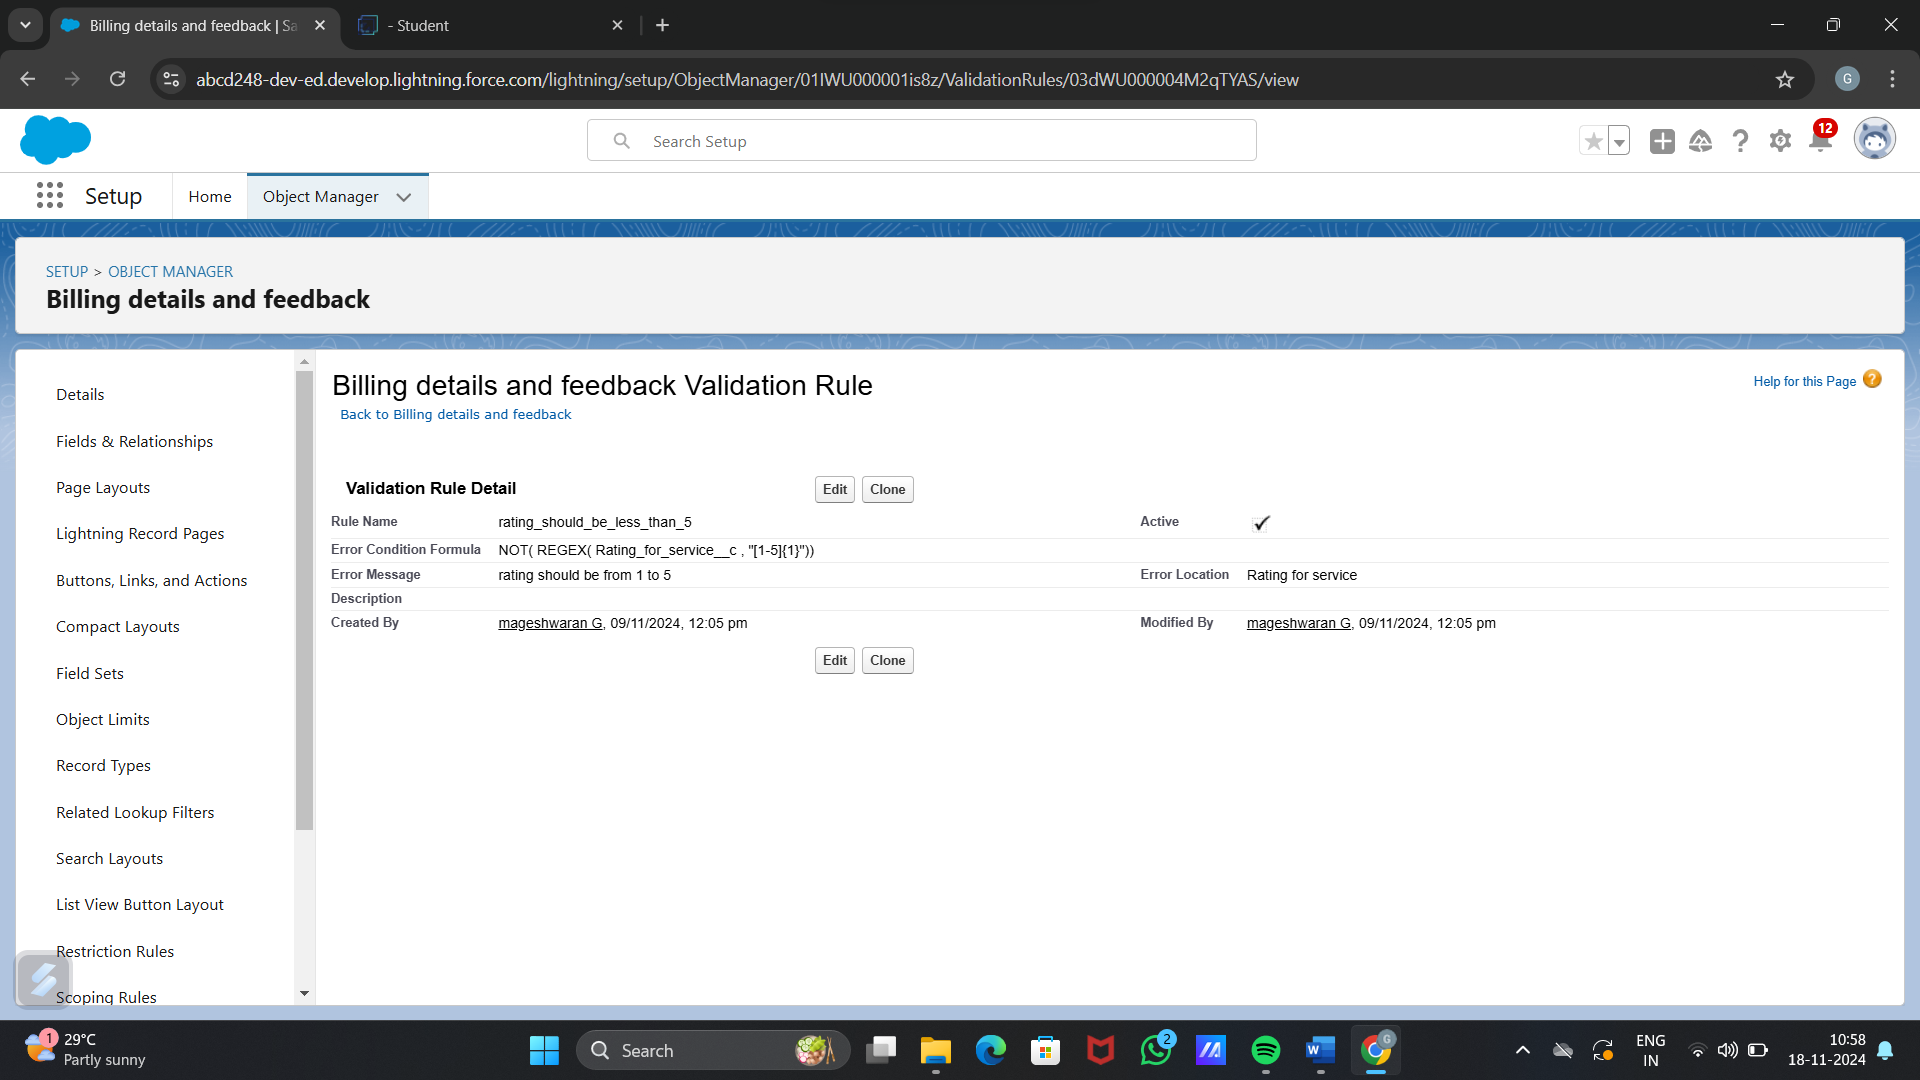 Billing details and feedback | Sa
- Student
abcd248-dev-ed.develop.lightning.force.com/lightning/setup/ObjectManager/01IWU000001is8z/ValidationRules/03dWU000004M2qTYAS/view
G
Search Setup
12
Setup
Home
Object Manager
SETUP > OBJECT MANAGER
Billing details and feedback
Details
Fields & Relationships
Page Layouts
Lightning Record Pages
Buttons, Links, and Actions
Compact Layouts
Field Sets
Object Limits
Record Types
Related Lookup Filters
Search Layouts
List View Button Layout
Restriction Rules
Scoping Rules
Billing details and feedback Validation Rule
Help for this Page
Back to Billing details and feedback
Validation Rule Detail
Edit
Clone
Rule Name rating_should_be_less_than_5 Active
Error Condition Formula NOT( REGEX( Rating_for_service__c , "[1-5]{1}"))
Error Message rating should be from 1 to 5 Error Location Rating for service
Description
Created By mageshwaran G, 09/11/2024, 12:05 pm Modified By mageshwaran G, 09/11/2024, 12:05 pm
Edit
Clone
1
29°C
Partly sunny
Search
2
W
G
ENG
IN
10:58
18-11-2024